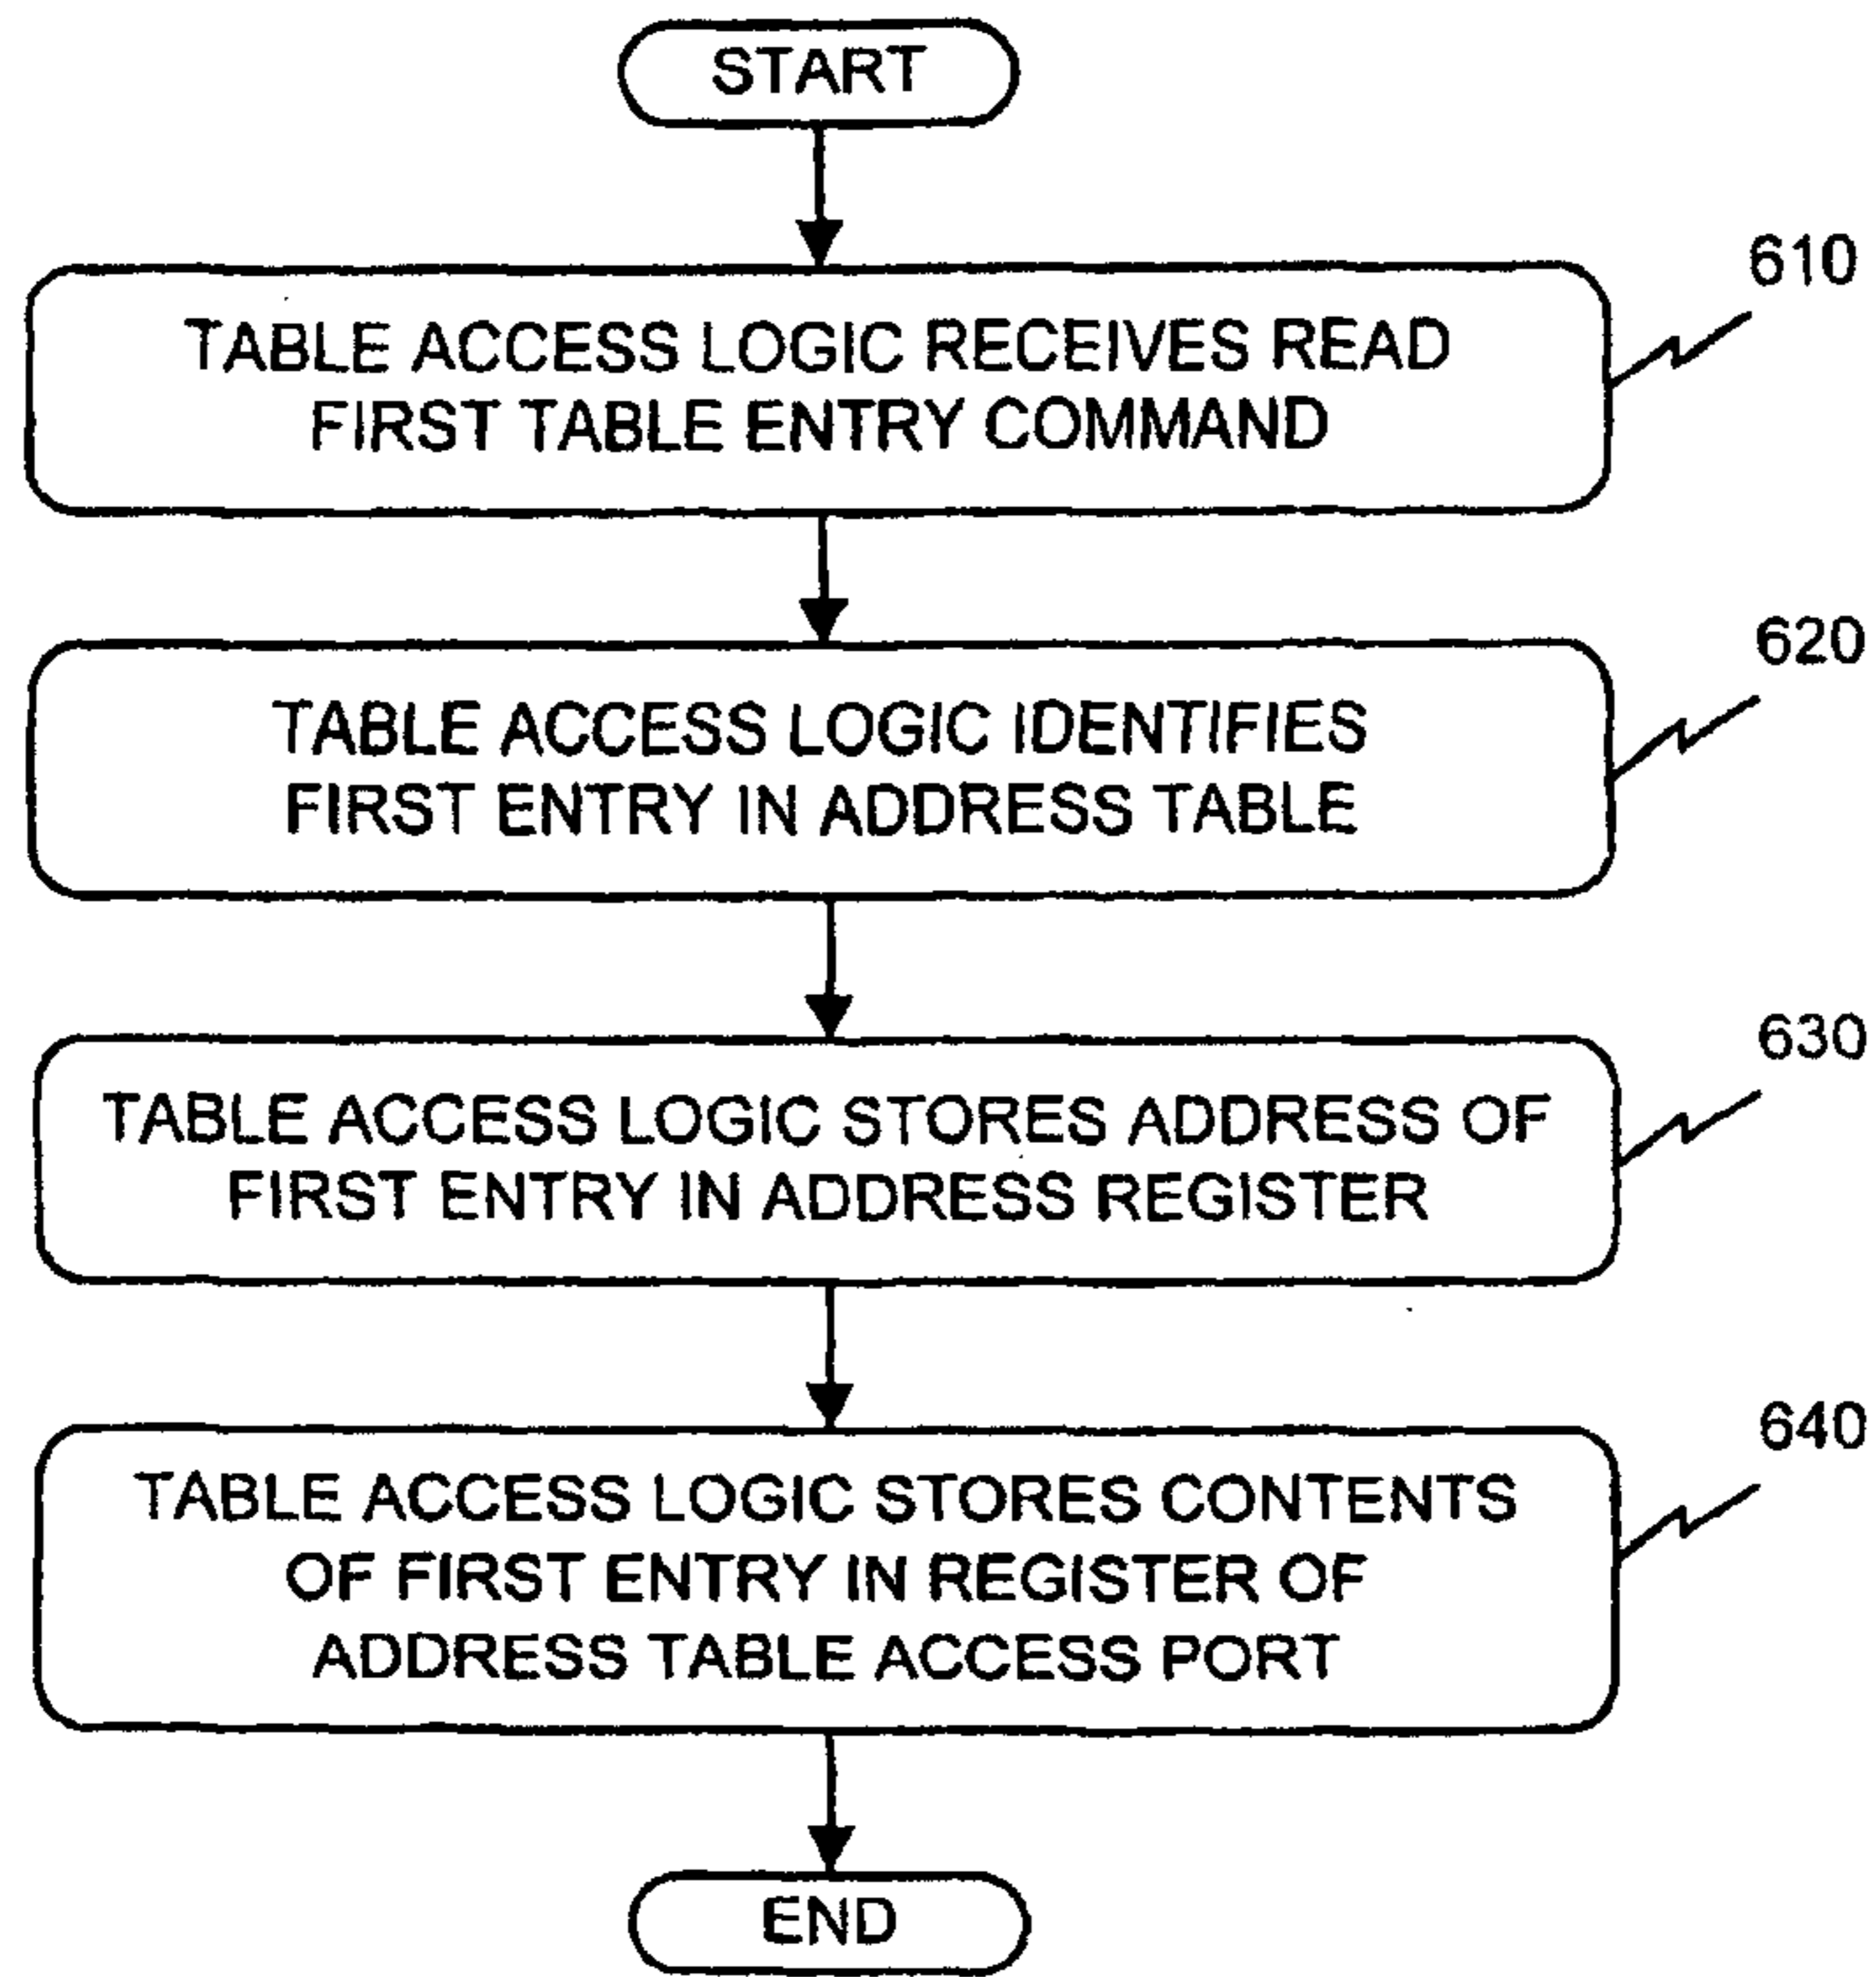 START
610
TABLE ACCESS LOGIC RECEIVES READ
FIRST TABLE ENTRY COMMAND
620
TABLE ACCESS LOGIC IDENTIFIES
FIRST ENTRY IN ADDRESS TABLE
630
TABLE ACCESS LOGIC STORES ADDRESS OF
FIRST ENTRY IN ADDRESS REGISTER
640
TABLE ACCESS LOGIC STORES CONTENTS
OF FIRST ENTRY IN REGISTER OF
ADDRESS TABLE ACCESS PORT
END